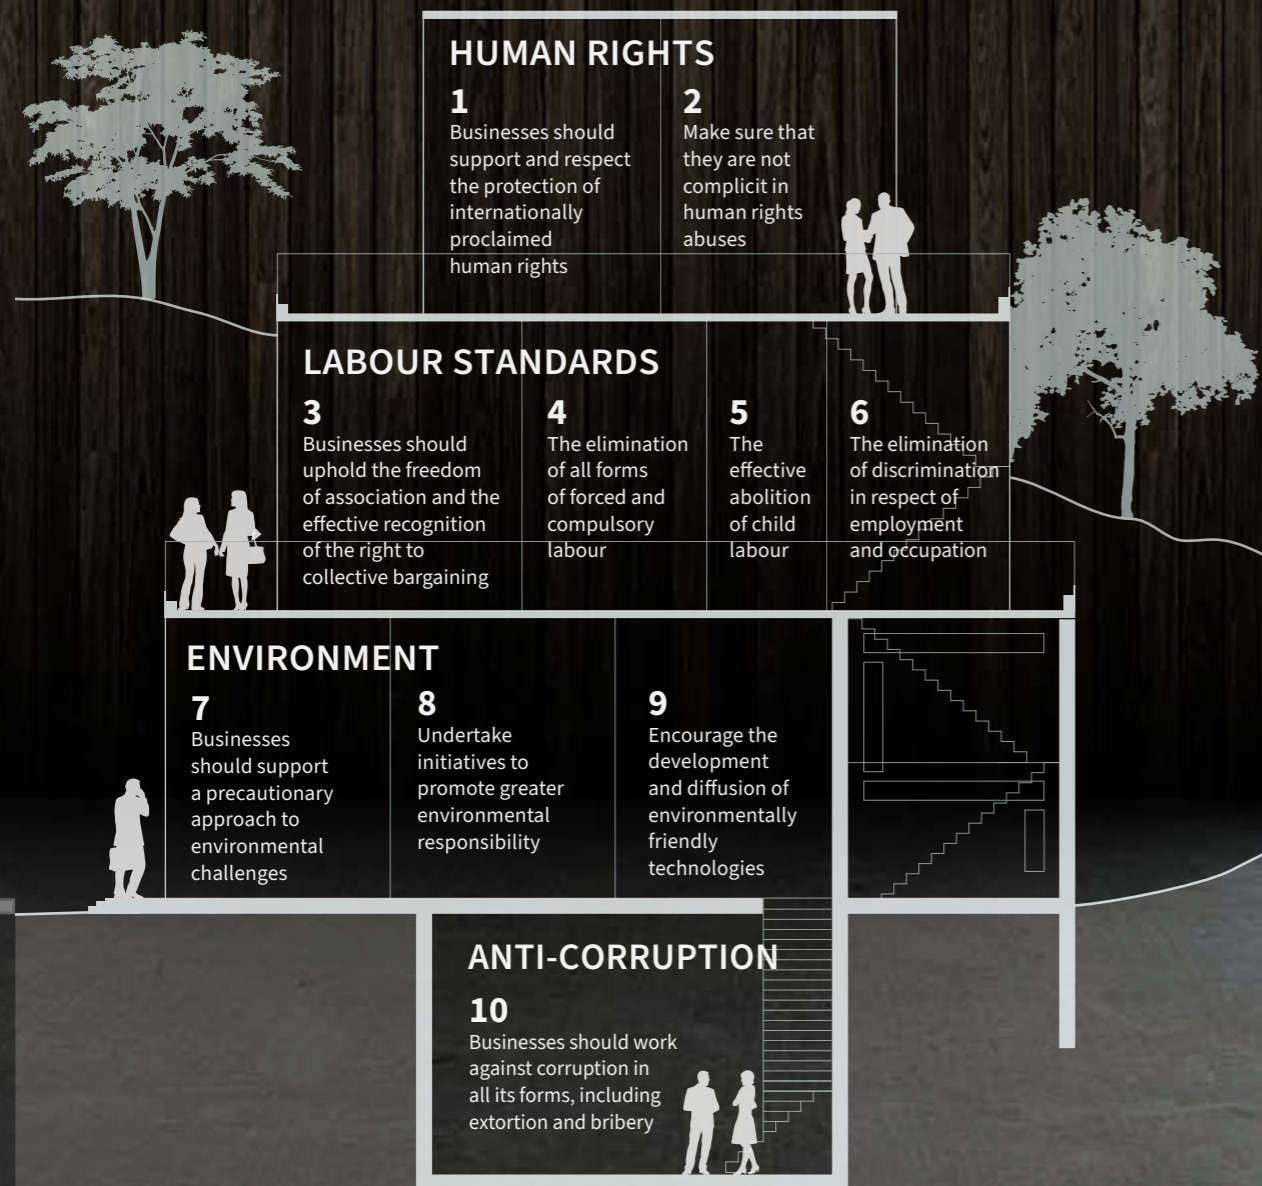 HUMAN RIGHTS
1
Businesses should
support and respect
the protection of
internationally
proclaimed
human rights
2
Make sure that
they are not
complicit in
human rights
abuses
LABOUR STANDARDS
3
Businesses should
uphold the freedom
of association and the
effective recognition
of the right to
collective bargaining
4
The elimination
of all forms
of forced and
compulsory
labour
5
The
effective
abolition
of child
labour
6
The elimination
of discrimination
in respect of
employment
and occupation
ENVIRONMENT
7
Businesses
should support
a precautionary
approach to
environmental
challenges
8
Undertake
initiatives to
promote greater
environmental
responsibility
9
Encourage the
development
and diffusion of
environmentally
friendly
technologies
ANTI-CORRUPTION
10
Businesses should work
against corruption in
all its forms, including
extortion and bribery